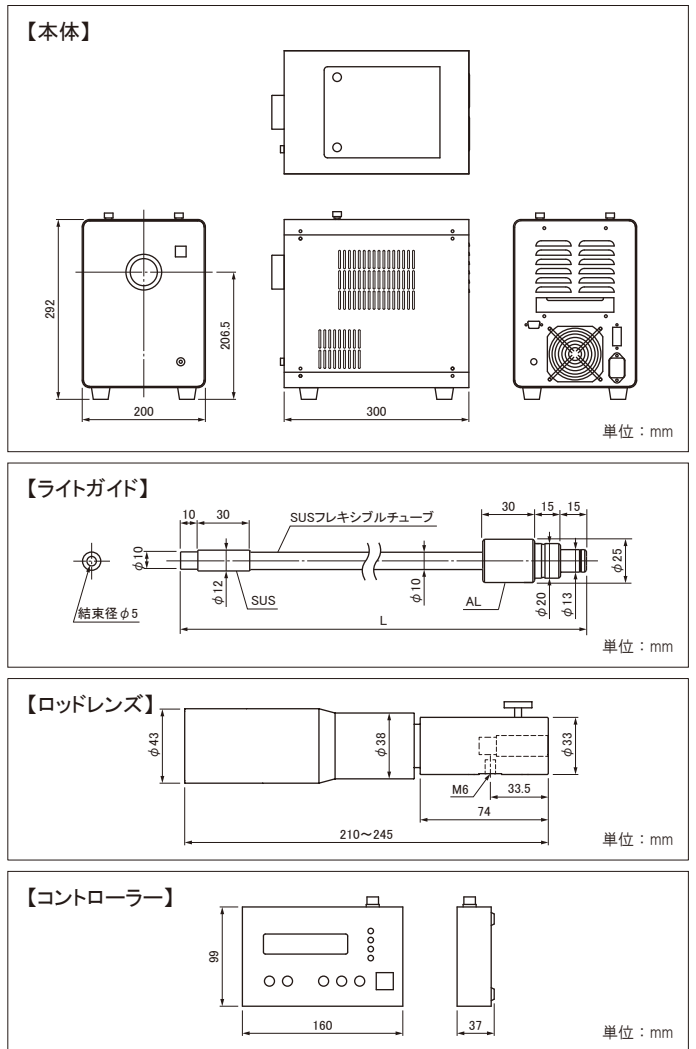 【本体】
292
206.5
200
300
単位：mm
【ライトガイド】
10
30
SUSフレキシブルチューブ
30
15
15
φ10
φ12
φ10
φ20
φ13
φ25
結束径φ5
SUS
AL
L
単位：mm
【ロッドレンズ】
φ43
φ38
φ33
M6
33.5
74
210～245
単位：mm
【コントローラー】
99
160
37
単位：mm